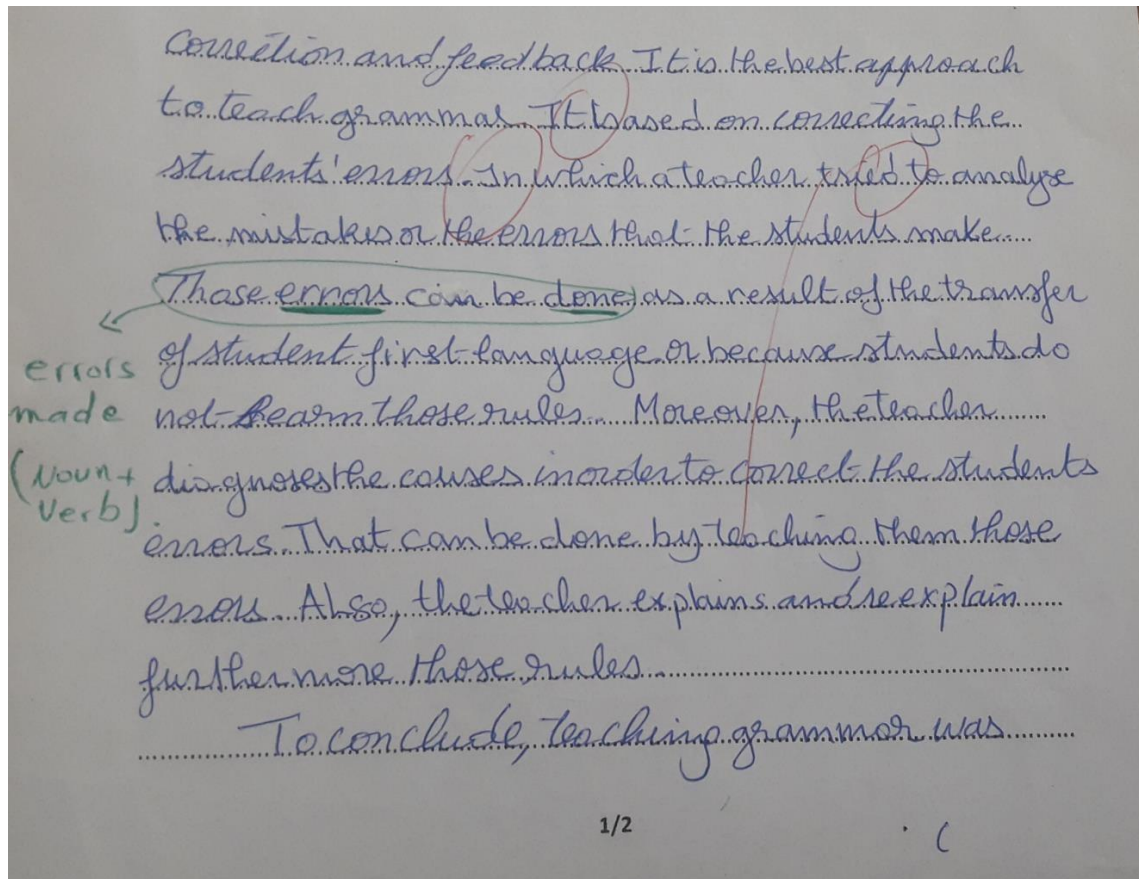 Correction and feedback. It is the best approach
to teach grammar. It based on correcting the
students' errors. In which a teacher tried to analyze
the mistakes or the errors that the students make.....
Those errors can be done as a result of the transfer
of student first language or because students do
not learn those rules.... Moreover, the teacher.......
diagnoses the causes in order to correct the students
errors. That can be done by teaching them those
errors. Also, the teacher explains and reexplain......
furthermore those rules.....
To conclude, teaching grammar was.........
errors
made
(Noun +
Verb).
1/2